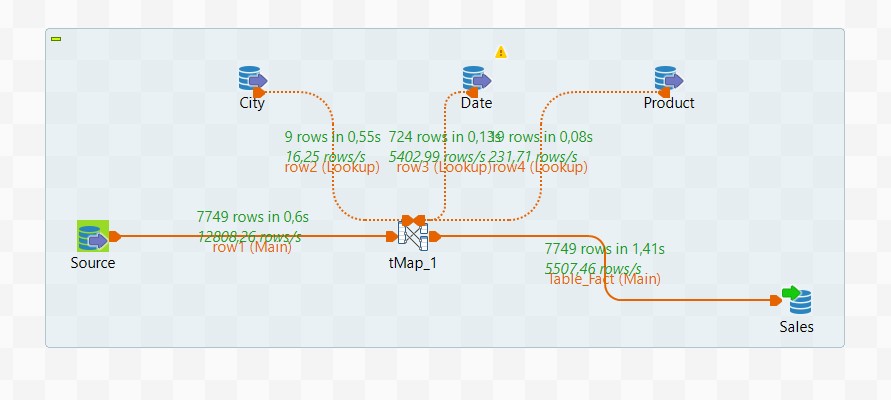 City
Date
Product
9 rows in 0,55s
16,25 rows/s
row2 (Lookup)
724 rows in 0,13s
5402,99 rows/s
row3 (Lookup)
19 rows in 0,08s
231,71 rows/s
row4 (Lookup)
7749 rows in 0,6s
12808,26 rows/s
row1 (Main)
Source
tMap_1
7749 rows in 1,41s
5507,46 rows/s
Table_Fact (Main)
Sales